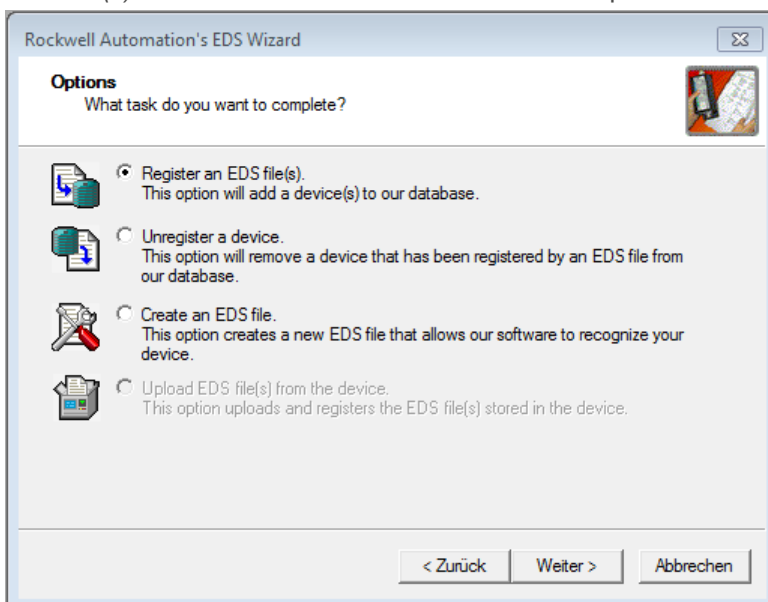 Rockwell Automation's EDS Wizard
Options
What task do you want to complete?
Register an EDS file(s).
This option will add a device(s) to our database.
Unregister a device.
This option will remove a device that has been registered by an EDS file from
our database.
Create an EDS file.
This option creates a new EDS file that allows our software to recognize your
device.
Upload EDS file(s) from the device.
This option uploads and registers the EDS file(s) stored in the device.
< Zurück
Weiter >
Abbrechen